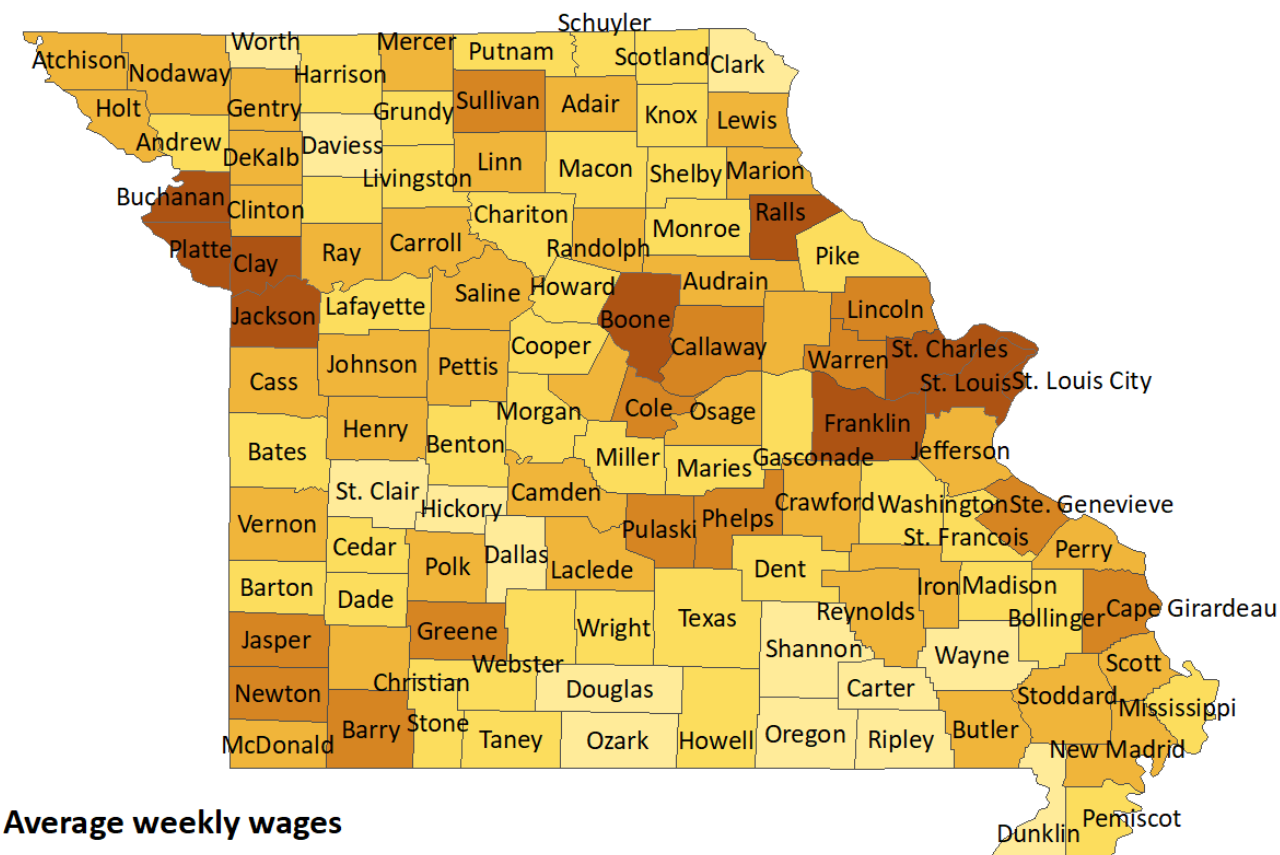 Schuyler
Worth Mercer Putnam
Atchison Nodaway Harrison Scotland Clark
Holt Gentry Grundy Sullivan Adair Knox Lewis
Andrew DeKalb Daviess Linn Macon Shelby Marion
Buchanan Clinton Livingston Chariton Monroe Ralls
Platte Clay Ray Carroll Randolph Pike
Jackson Lafayette Saline Howard Audrain Lincoln
Boone
Cass Johnson Pettis Cooper Callaway Warren St. Charles
St. Louis St. Louis City
Henry Morgan Cole Osage Franklin
Bates Benton Miller Maries Gasconade Jefferson
St. Clair Hickory Camden Crawford Washington Ste. Genevieve
Vernon Pulaski Phelps St. Francois
Cedar Polk Dallas Laclede Dent Perry
Barton Dade Wright Texas Reynolds Iron Madison Bollinger Cape Girardeau
Jasper Greene Webster Shannon Wayne Scott
Newton Christian Douglas Carter Stoddard Mississippi
McDonald Barry Stone Taney Ozark Howell Oregon Ripley Butler New Madrid
Average weekly wages
Dunklin Pemiscot